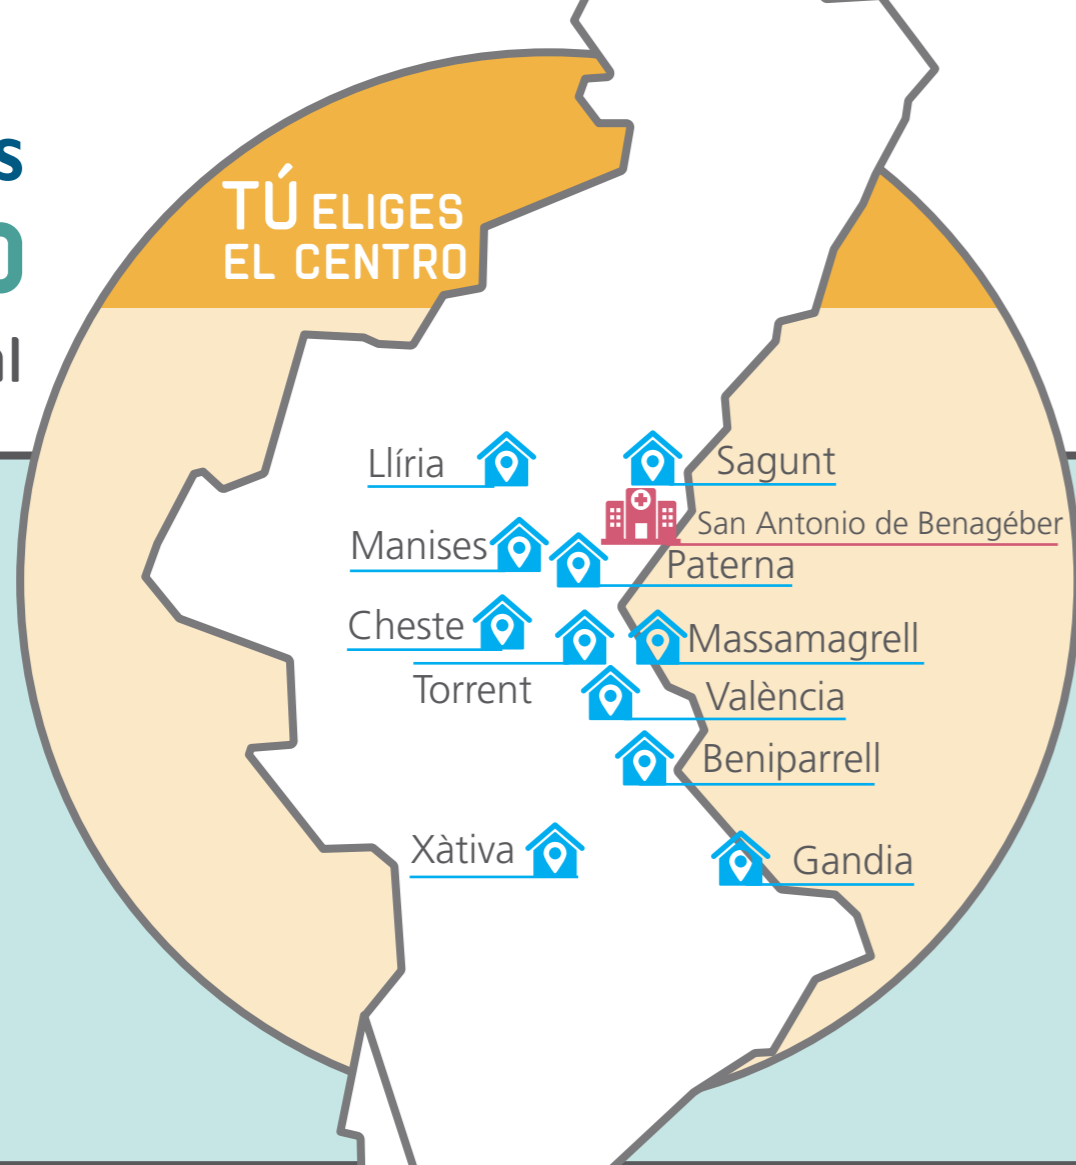 TÚ ELIGES
EL CENTRO
Llíria
Sagunt
San Antonio de Benagéber
Manises
Paterna
Cheste
Massamagrell
Torrent
València
Beniparrell
Xàtiva
Gandia